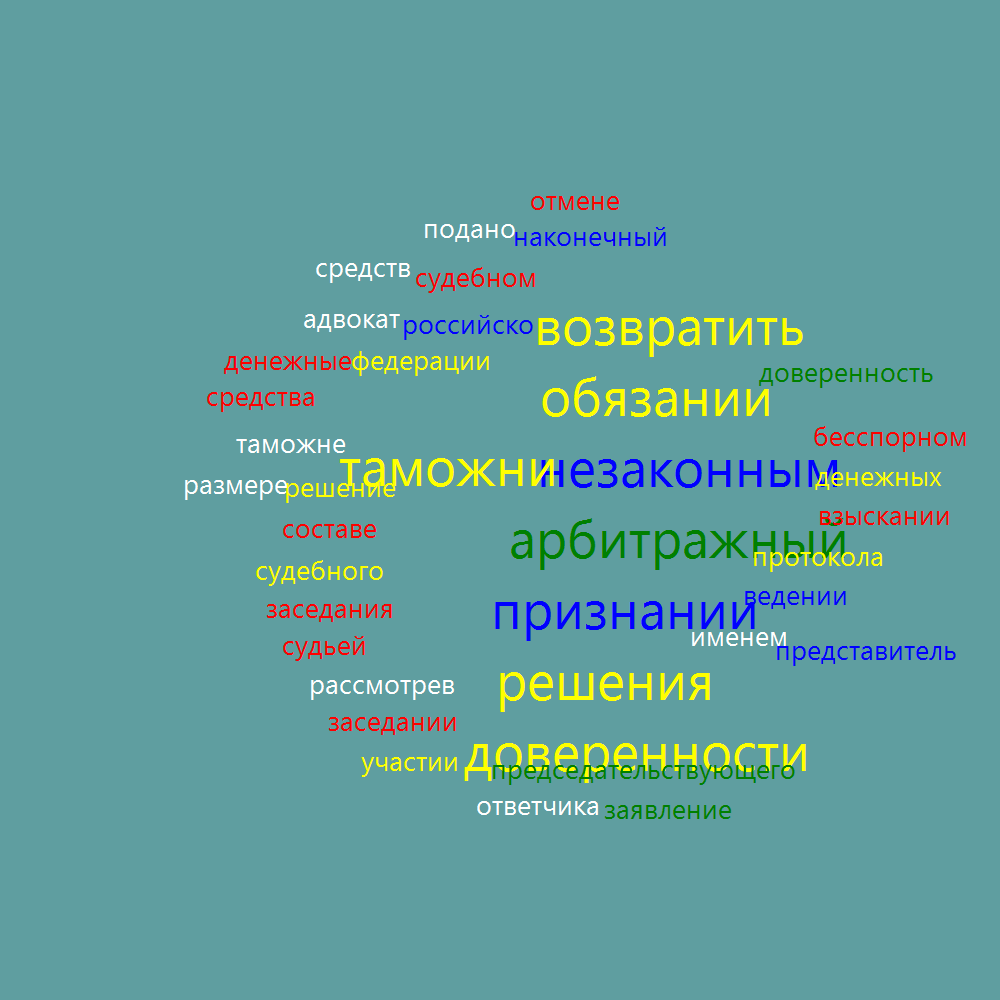 отмене
подано
наконечный
средств
судебном
адвокат
российско
возвратить
денежные
федерации
доверенность
средства
обязании
бесспорном
таможне
таможни
незаконным
денежных
размере
решение
взыскании
составе
арбитражный
протокола
судебного
ведении
заседания
признании
именем
судьей
представитель
рассмотрев
решения
заседании
участии
доверенности
председательствующего
ответчика
заявление